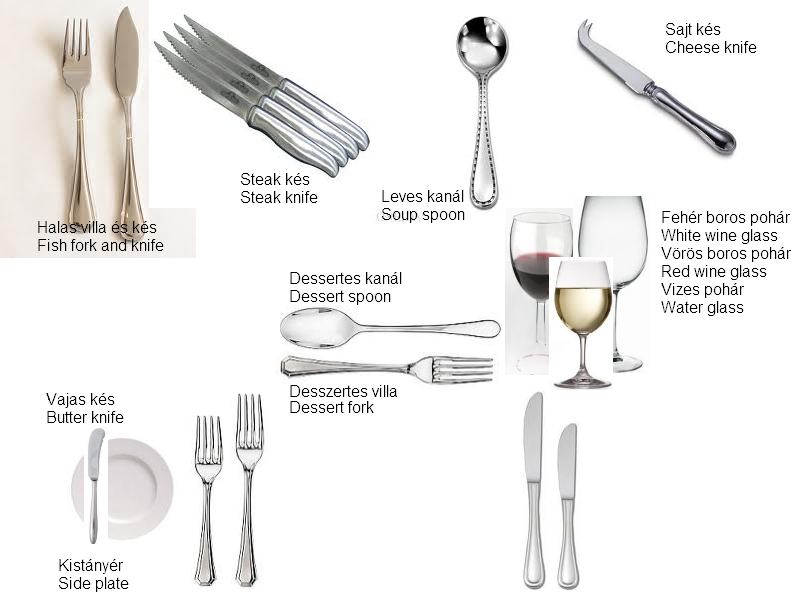 Sajt kés
Cheese knife
Steak kés
Steak knife
Leves kanál
Soup spoon
Halas villa és kés
Fish fork and knife
Fehér boros pohár
White wine glass
Vörös boros pohár
Red wine glass
Vizes pohár
Water glass
Dessertes kanál
Dessert spoon
Desszertes villa
Dessert fork
Vajas kés
Butter knife
Kistányér
Side plate